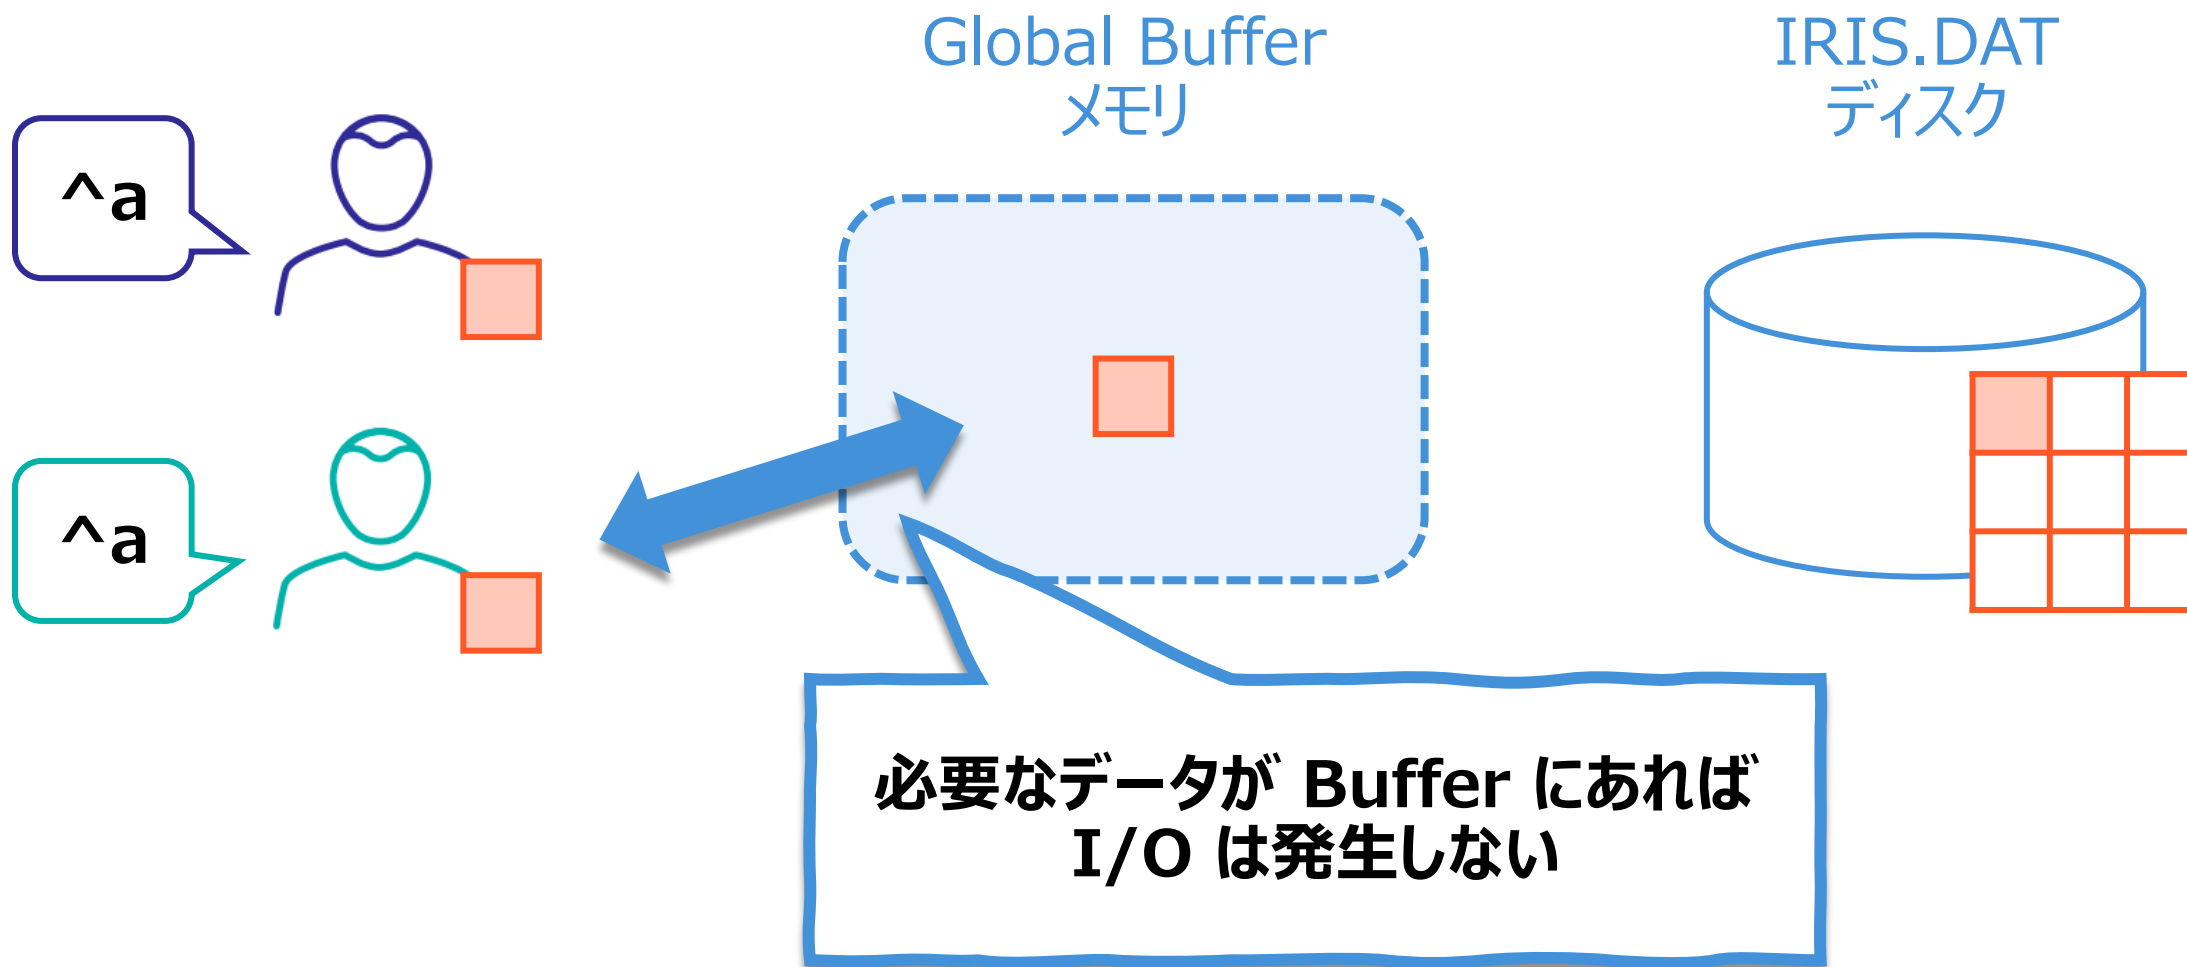 Global Buffer
メモリ
IRIS.DAT
ディスク
^a
^a
必要なデータが Buffer にあれば
I/O は発生しない